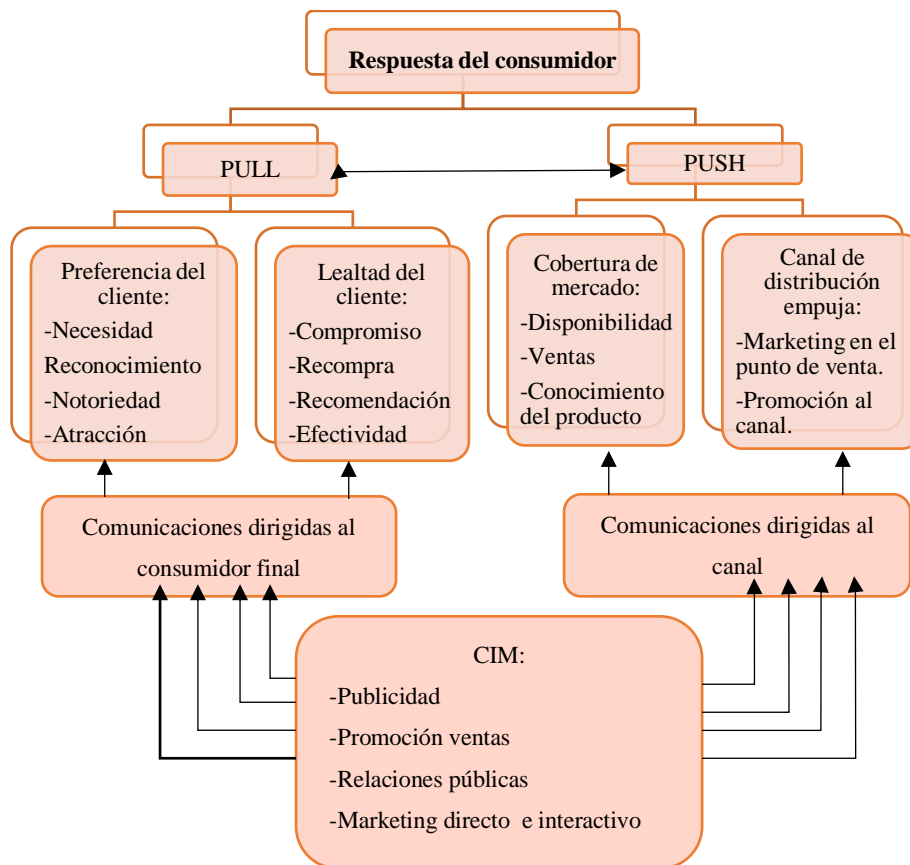 Respuesta del consumidor
PULL
PUSH
Preferencia del
cliente:
-Necesidad
Reconocimiento
-Notoriedad
-Atracción
Lealtad del
cliente:
-Compromiso
-Recompra
-Recomendación
-Efectividad
Cobertura de
mercado:
-Disponibilidad
-Ventas
-Conocimiento
del producto
Canal de
distribución
empuja:
-Marketing en el
punto de venta.
-Promoción al
canal.
Comunicaciones dirigidas al
consumidor final
Comunicaciones dirigidas al
canal
CIM:
-Publicidad
-Promoción ventas
-Relaciones públicas
-Marketing directo e interactivo